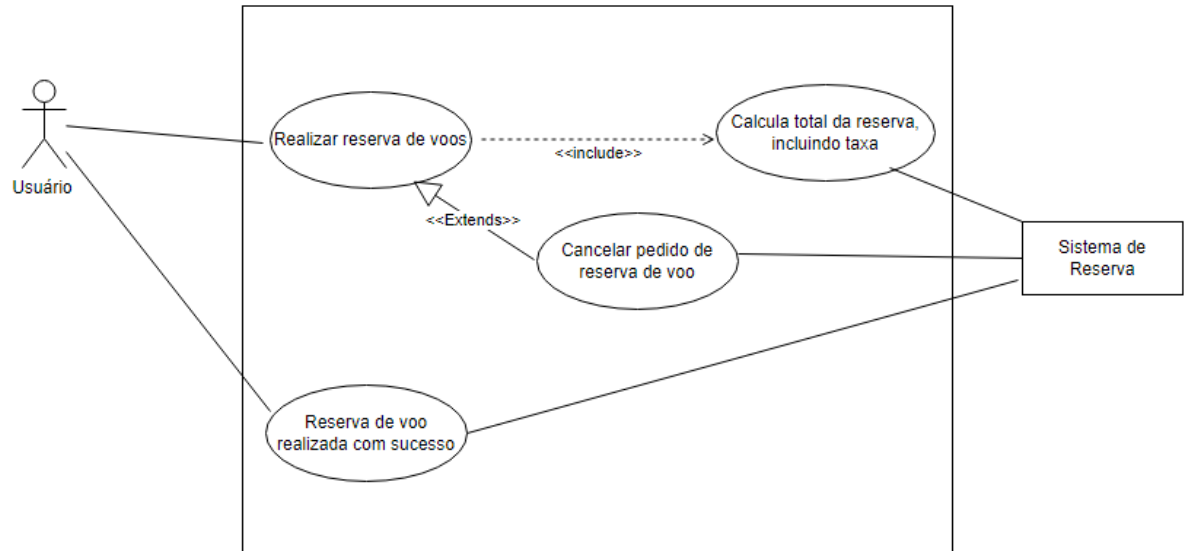 Usuário
Realizar reserva de voos
<<include>>
Calcula total da reserva,
incluindo taxa
<<Extends>>
Cancelar pedido de
reserva de voo
Sistema de
Reserva
Reserva de voo
realizada com sucesso